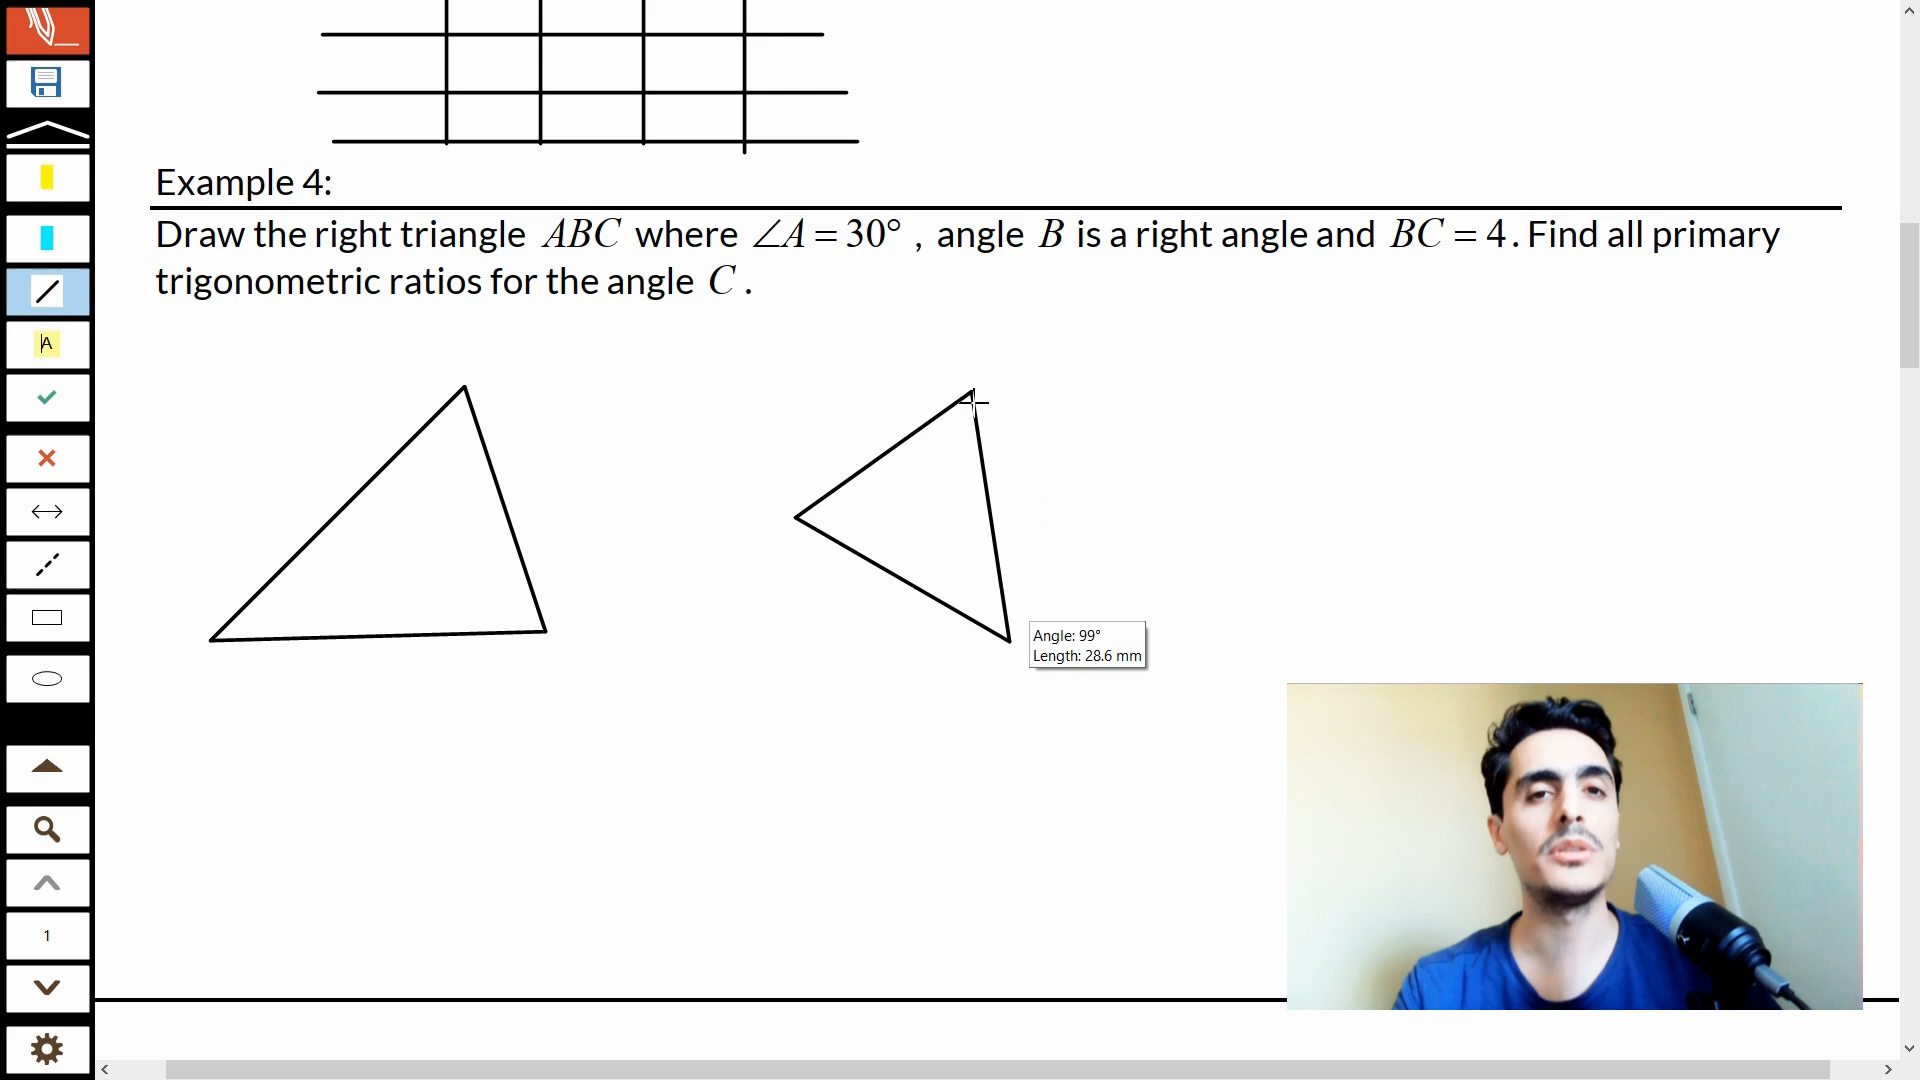 Example 4:
Draw the right triangle ABC where ∠A = 30° , angle B is a right angle and BC = 4. Find all primary
trigonometric ratios for the angle C .
A
Angle: 99°
Length: 28.6 mm
1